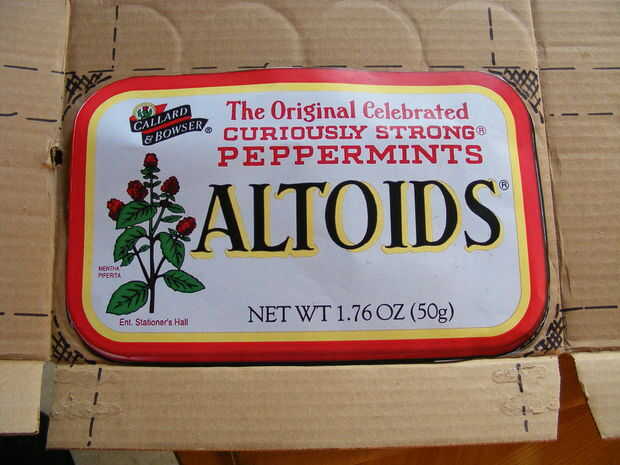 CALLARD
& BOWSER®
The Original Celebrated
CURIOUSLY STRONG®
PEPPERMINTS
ALTOIDS®
MENTHA
PIPERITA
Ent. Stationer's Hall
NET WT 1.76 OZ (50g)